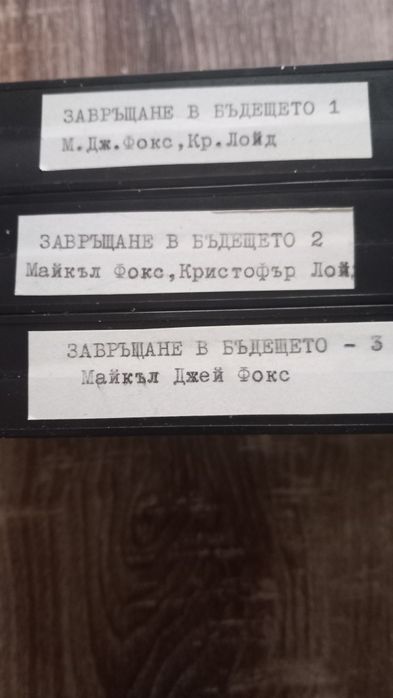 ЗАВРЪЩАНЕ В БЪДЕЩЕТО 1
М.Дж.Фокс,Кр.Лойд
ЗАВРЪЩАНЕ В БЪДЕЩЕТО 2
Майкъл Фокс,Кристофър Лой
ЗАВРЪЩАНЕ В БЪДЕЩЕТО - 3
Майкъл Джей Фокс